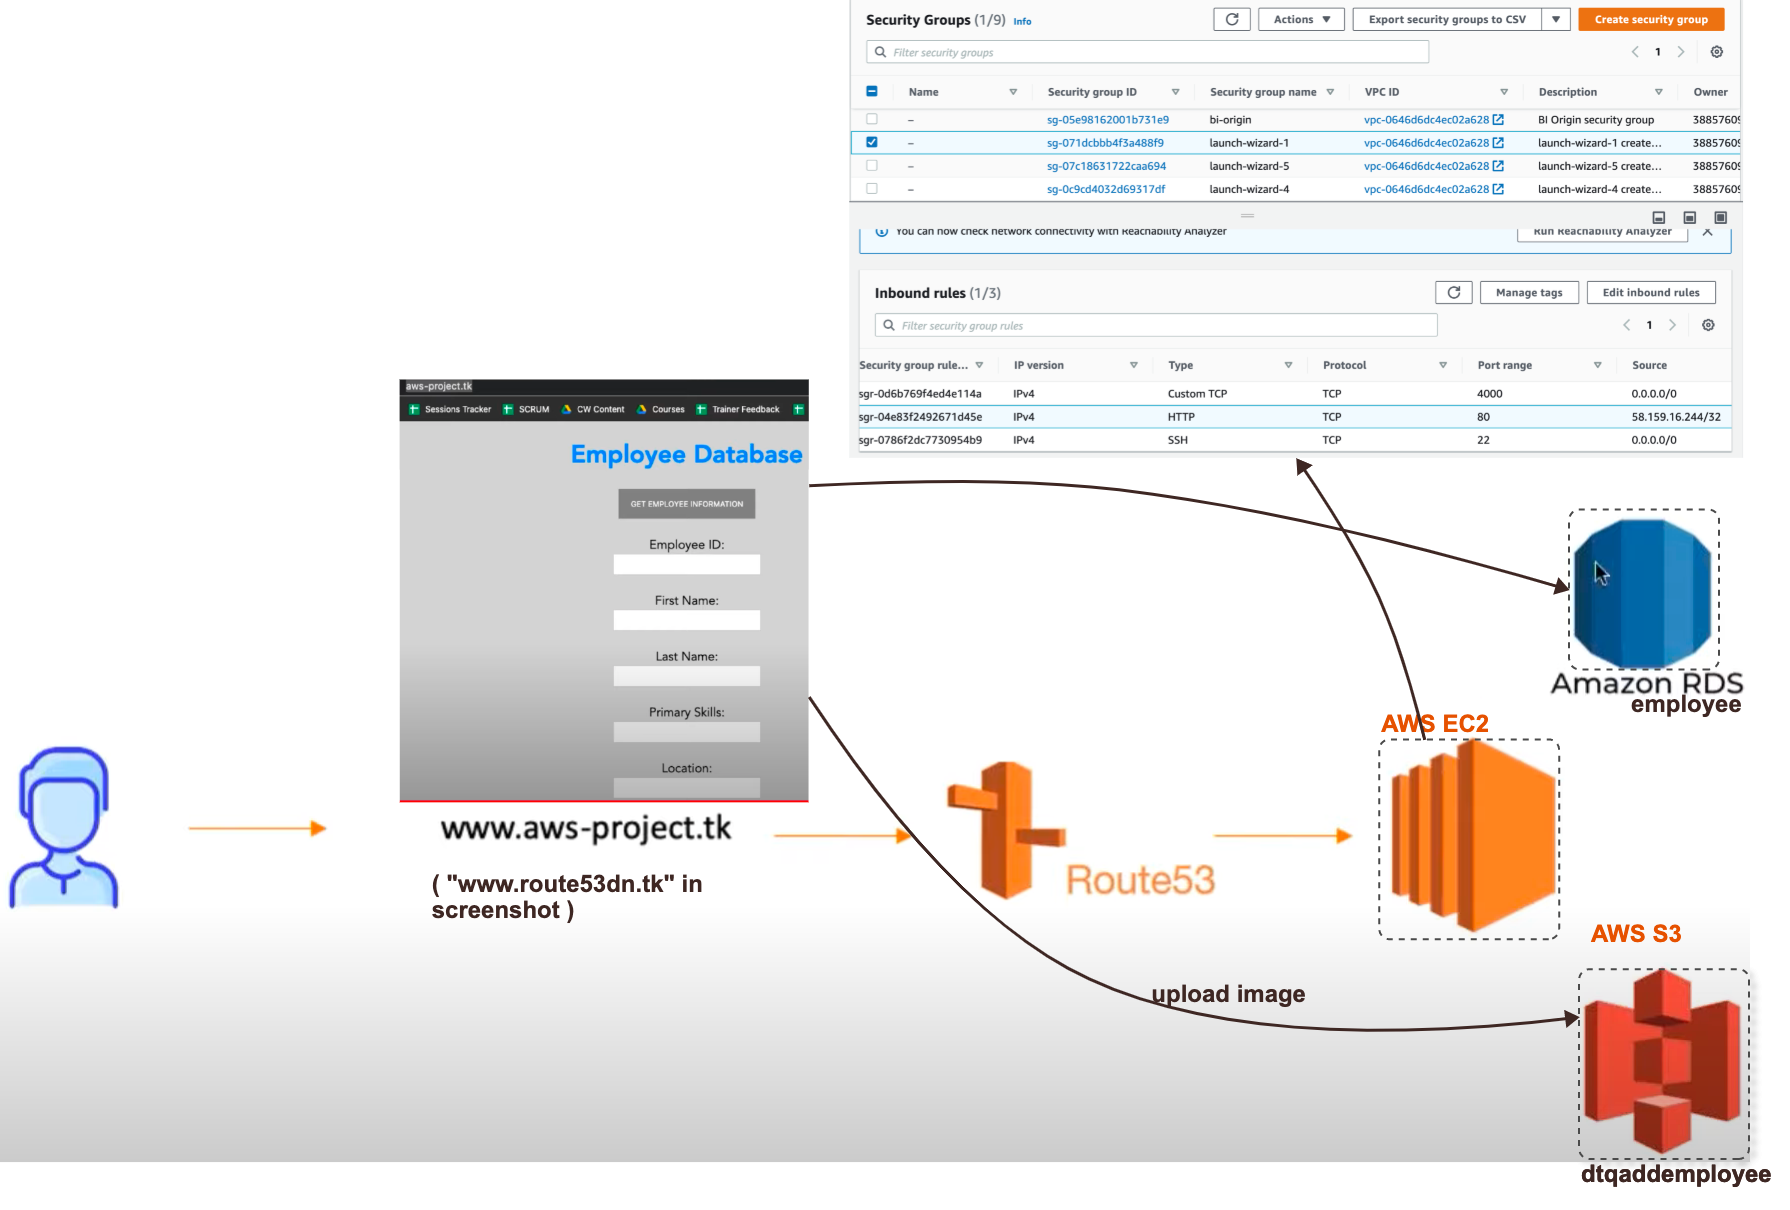 Security Groups (1/9) Info
Actions
Export security groups to CSV
Create security group
Filter security groups
1
Name Security group ID Security group name VPC ID Description Owner
– sg-05e98162001b731e9 bi-origin vpc-0646d6dc4ec02a628 BI Origin security group 38857609
– sg-071dcbbb4f3a488f9 launch-wizard-1 vpc-0646d6dc4ec02a628 launch-wizard-1 create... 38857609
– sg-07c18631722caa694 launch-wizard-5 vpc-0646d6dc4ec02a628 launch-wizard-5 create... 38857609
– sg-0c9cd4032d69317df launch-wizard-4 vpc-0646d6dc4ec02a628 launch-wizard-4 create... 38857609
You can now check network connectivity with Reachability Analyzer
Run Reachability Analyzer
Inbound rules (1/3)
Manage tags
Edit inbound rules
Filter security group rules
1
Security group rule... IP version Type Protocol Port range Source
sgr-0d6b769f4ed4e114a IPv4 Custom TCP TCP 4000 0.0.0.0/0
sgr-04e83f2492671d45e IPv4 HTTP TCP 80 58.159.16.244/32
sgr-0786f2dc7730954b9 IPv4 SSH TCP 22 0.0.0.0/0
aws-project.tk
Sessions Tracker SCRUM CW Content Courses Trainer Feedback
Employee Database
GET EMPLOYEE INFORMATION
Employee ID:
First Name:
Last Name:
Primary Skills:
Location:
www.aws-project.tk
( "www.route53dn.tk" in
screenshot )
Route53
Amazon RDS
employee
AWS EC2
AWS S3
upload image
dtqaddemployee